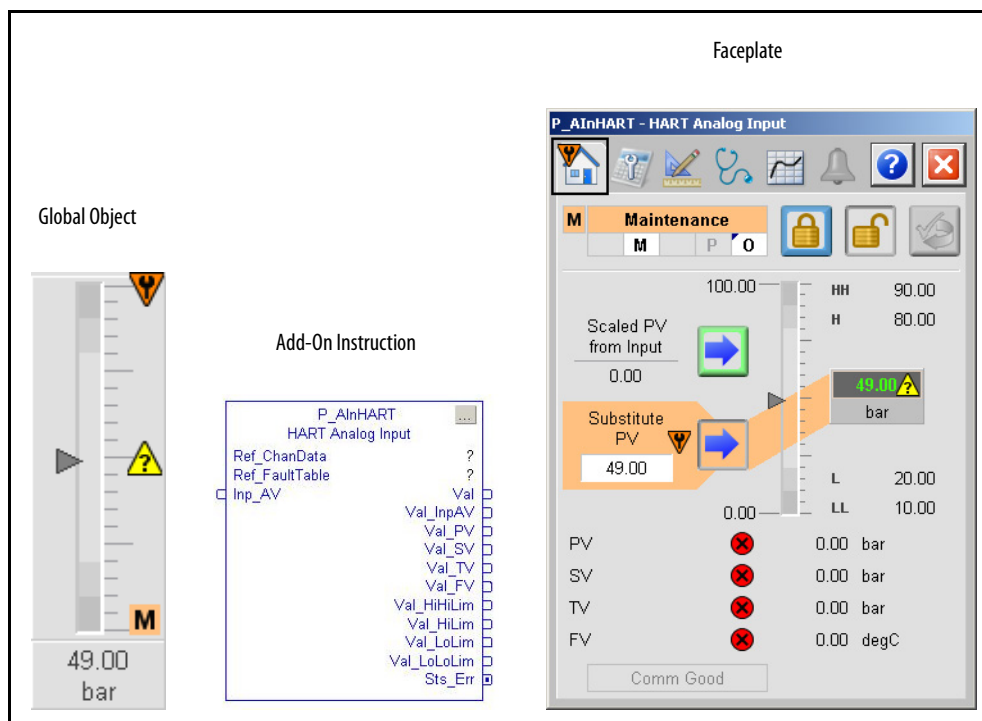 Global Object
49.00
bar
M
Add-On Instruction
P_AInHART
...
HART Analog Input
Ref_ChanData ?
Ref_FaultTable ?
Inp_AV Val
Val_InpAV
Val_PV
Val_SV
Val_TV
Val_FV
Val_HiHiLim
Val_HiLim
Val_LoLim
Val_LoLoLim
Sts_Err
Faceplate
P_AInHART - HART Analog Input
M Maintenance
M P O
100.00 HH 90.00
H 80.00
Scaled PV
from Input
0.00
49.00 ?
bar
Substitute
PV
49.00
L 20.00
0.00 LL 10.00
PV 0.00 bar
SV 0.00 bar
TV 0.00 bar
FV 0.00 degC
Comm Good